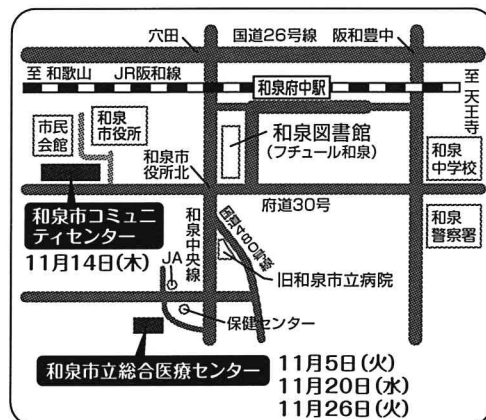 穴田
国道26号線
阪和豊中
至 和歌山
JR阪和線
和泉府中駅
至 天王寺
市民
会館
和泉
市役所
和泉市
役所北
和泉図書館
(フチュール和泉)
和泉
中学校
府道30号
和泉市コミュニ
ティセンター
11月14日(木)
和泉中央線
国道480号線
和泉
警察署
JA
旧和泉市立病院
保健センター
和泉市立総合医療センター
11月5日(火)
11月20日(水)
11月26日(火)